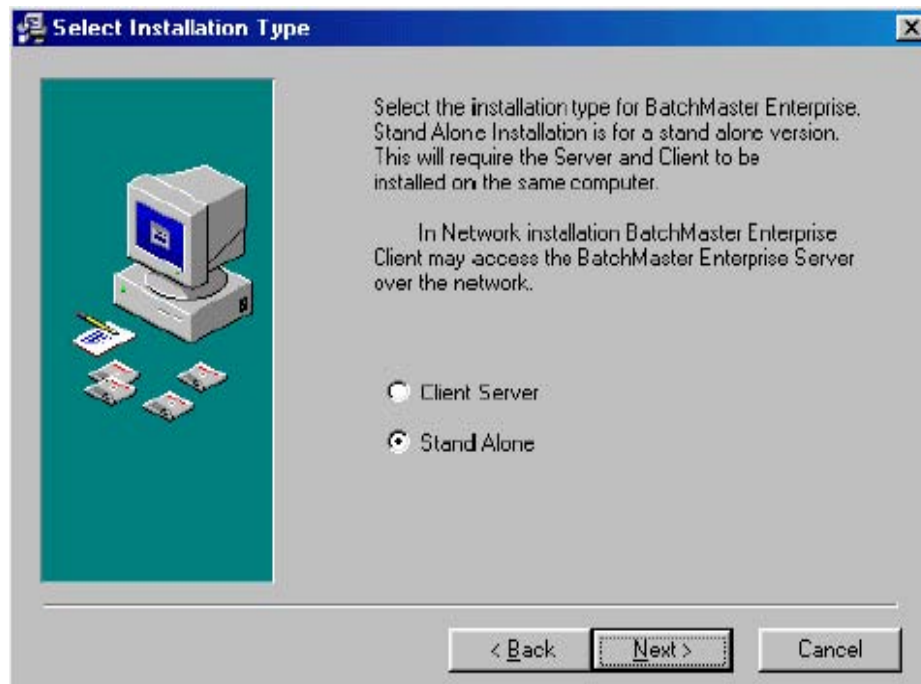 Select Installation Type
Select the installation type for BatchMaster Enterprise.
Stand Alone Installation is for a stand alone version.
This will require the Server and Client to be
installed on the same computer.
In Network installation BatchMaster Enterprise
Client may access the BatchMaster Enterprise Server
over the network.
Client Server
Stand Alone
< Back
Next >
Cancel